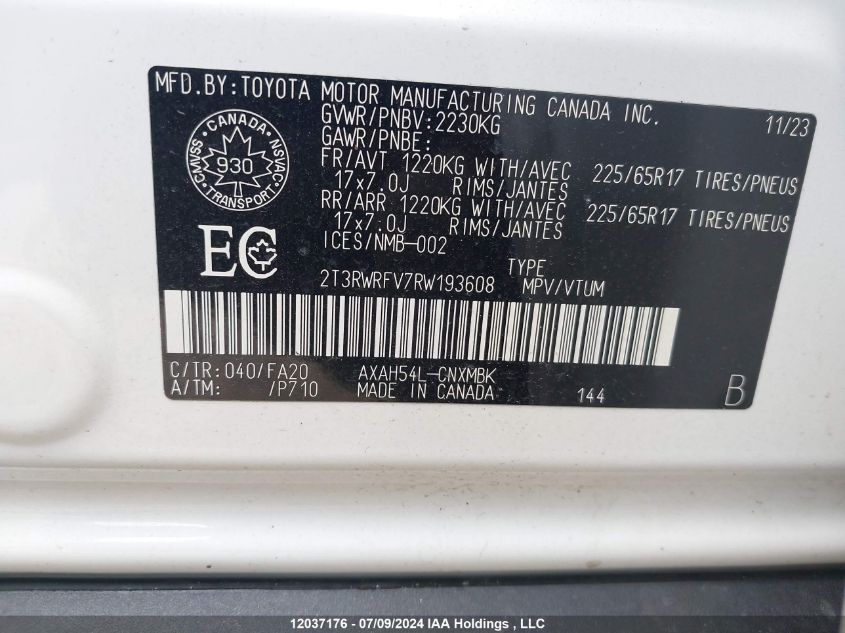 MFD.BY:TOYOTA MOTOR MANUFACTURING CANADA INC. 11/23
GVWR/PNBV:2230KG
GAWR/PNBE:
FR/AVT 1220KG WITH/AVEC 225/65R17 TIRES/PNEUS
17x7.0J RIMS/JANTES
RR/ARR 1220KG WITH/AVEC 225/65R17 TIRES/PNEUS
17x7.0J RIMS/JANTES
ICES/NMB-002
CANADA
CMVSS 930 NSVAC
TRANSPORT
EC
TYPE
2T3RWRFV7RW193608 MPV/VTUM
C/TR:040/FA20 AXAH54L-CNXMBK
A/TM: /P710 MADE IN CANADA 144 B
12037176 - 07/09/2024 IAA Holdings , LLC